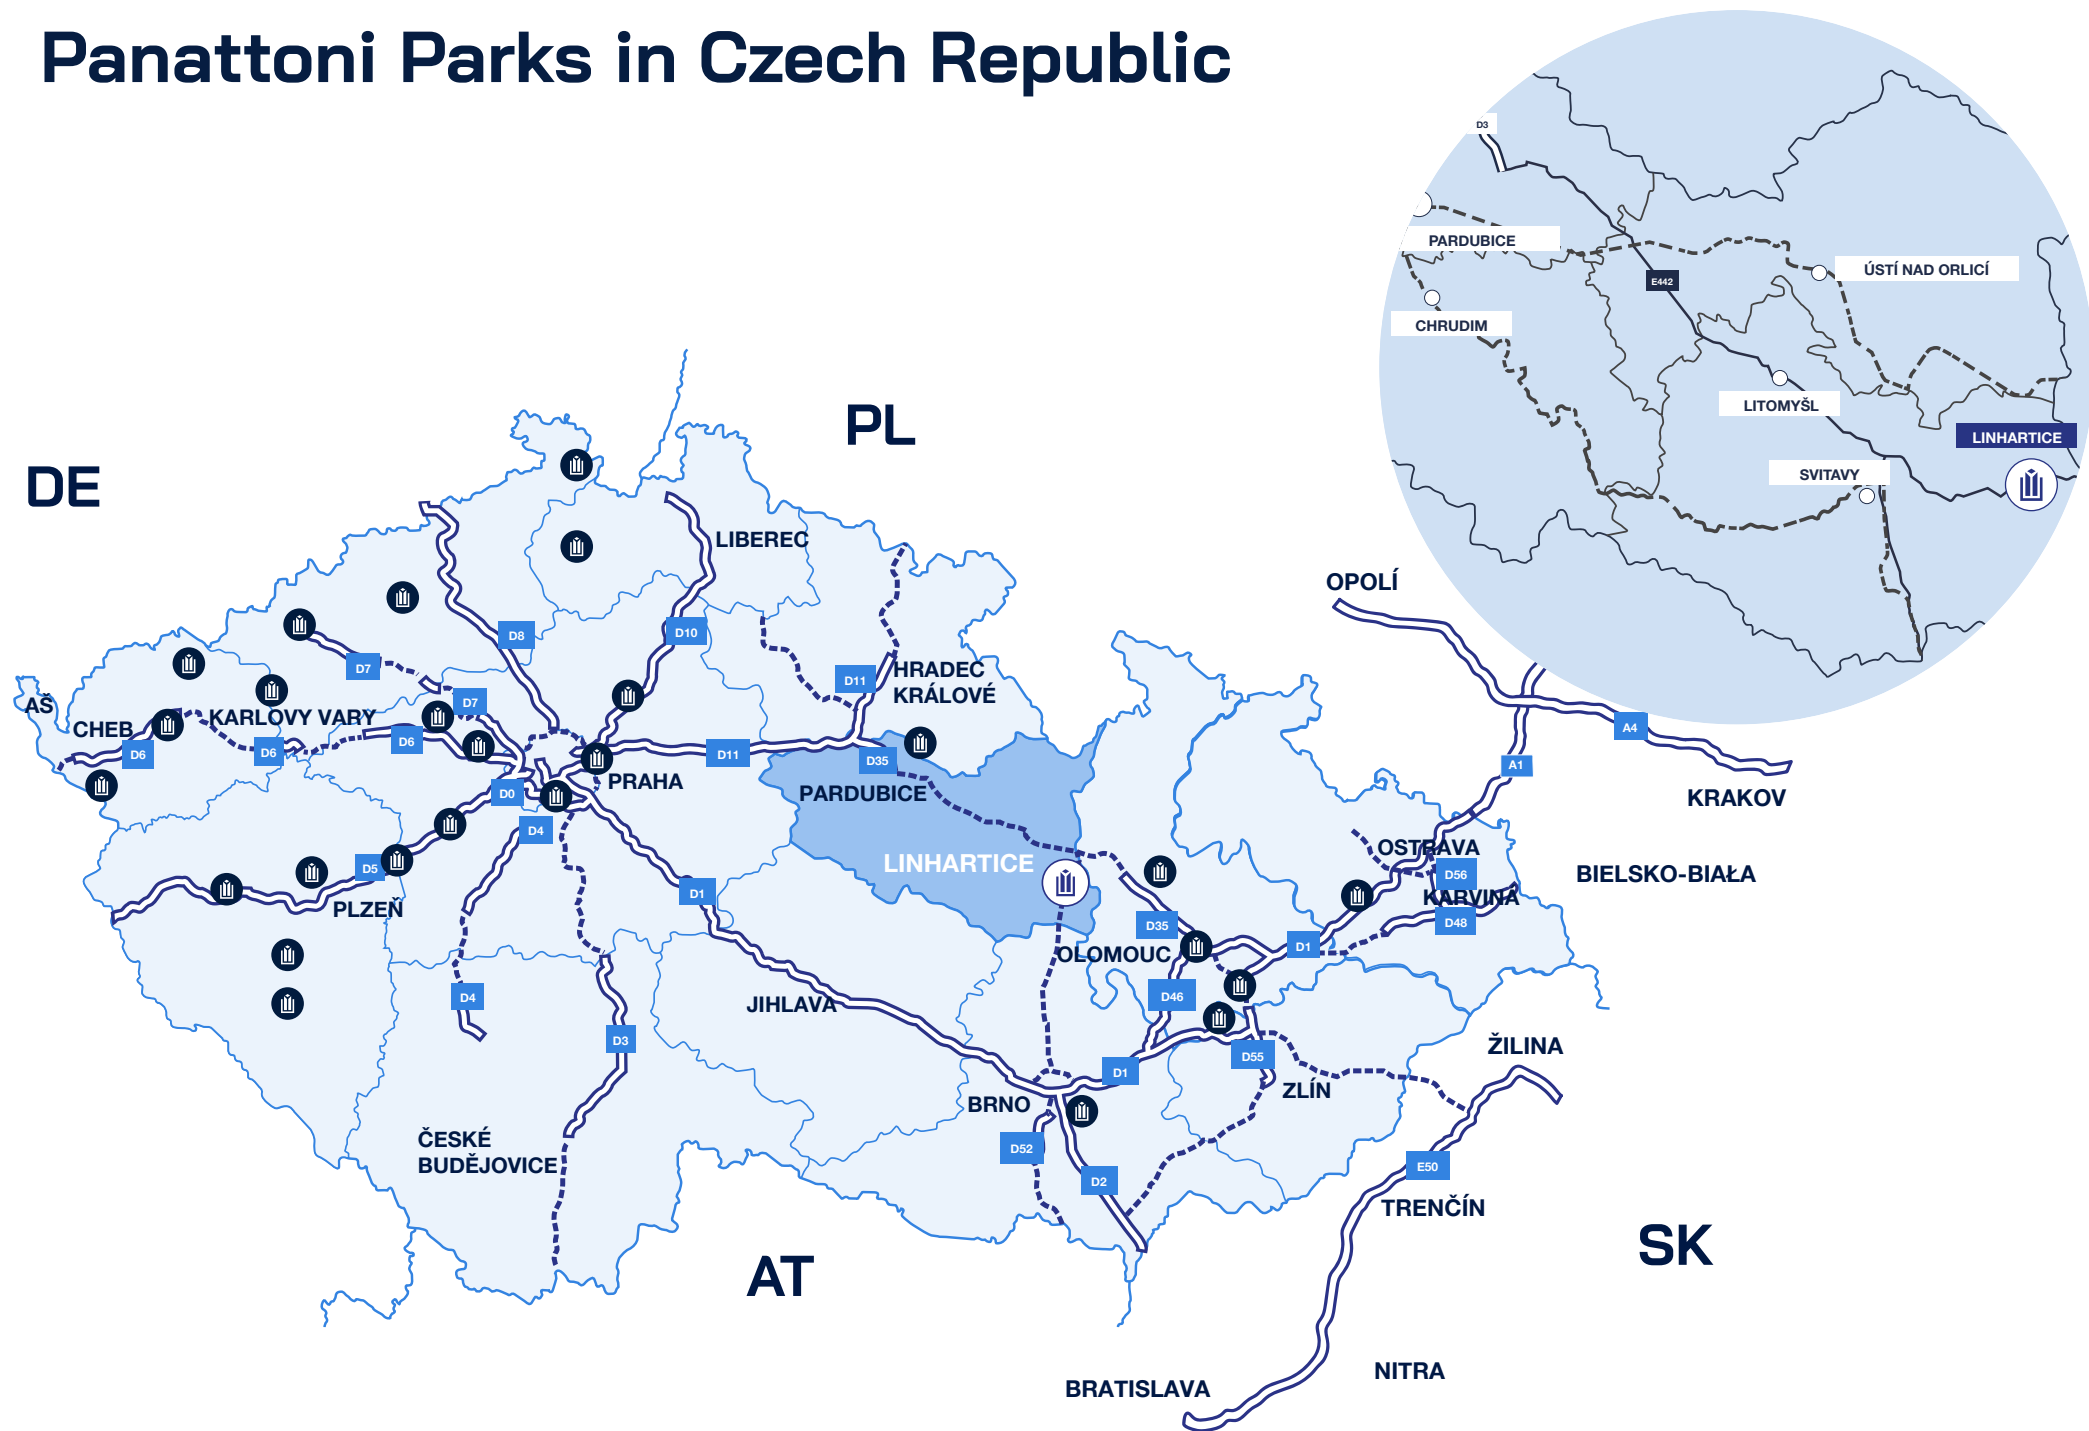 Panattoni Parks in Czech Republic
D3
PARDUBICE
ÚSTÍ NAD ORLICÍ
E442
CHRUDIM
LITOMYŠL
LINHARTICE
SVITAVY
PL
DE
LIBEREC
OPOLÍ
D8
D10
D7
HRADEC
KRÁLOVÉ
D11
AŠ
CHEB
KARLOVY VARY
D7
D6
D6
D6
D11
D35
A4
A1
PRAHA
PARDUBICE
D0
KRAKOV
D4
OSTRAVA
LINHARTICE
D5
D56
BIELSKO-BIAŁA
D1
KARVINÁ
PLZEŇ
D35
D48
OLOMOUC
D1
D4
D46
JIHLAVA
D3
ŽILINA
D55
D1
ZLÍN
BRNO
ČESKÉ
BUDĚJOVICE
D52
E50
D2
TRENČÍN
SK
AT
NITRA
BRATISLAVA